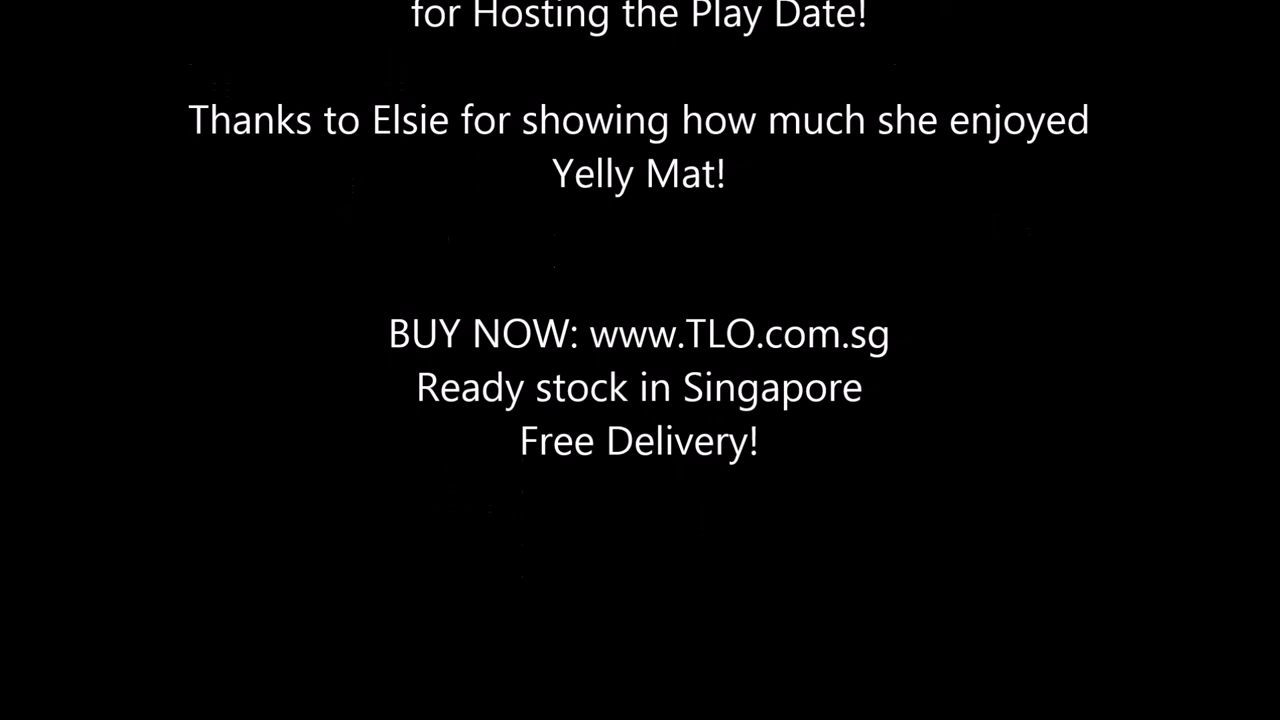 for Hosting the Play Date!
Thanks to Elsie for showing how much she enjoyed
Yelly Mat!
BUY NOW: www.TLO.com.sg
Ready stock in Singapore
Free Delivery!